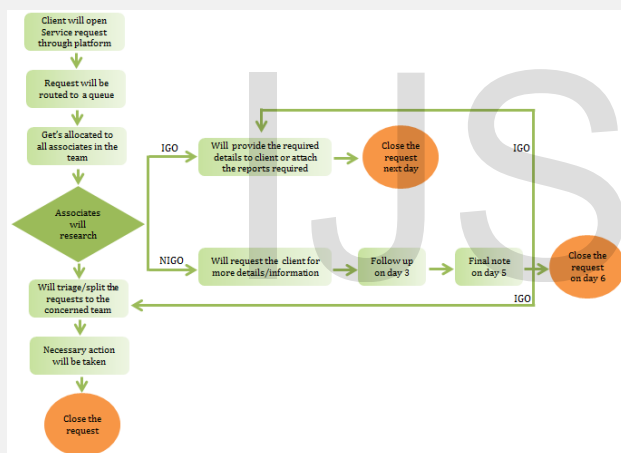 Client will open
Service request
through platform
Request will be
routed to a queue
Get's allocated to
all associates in the
team
Associates
will
research
Will triage/split the
requests to the
concerned team
Necessary action
will be taken
Close the
request
IGO
Will provide the required
details to client or attach
the reports required
Close the
request
next day
IGO
NIGO
Will request the client for
more details/information
Follow up
on day 3
Final note
on day 5
Close the
request
on day 6
IGO
IJS